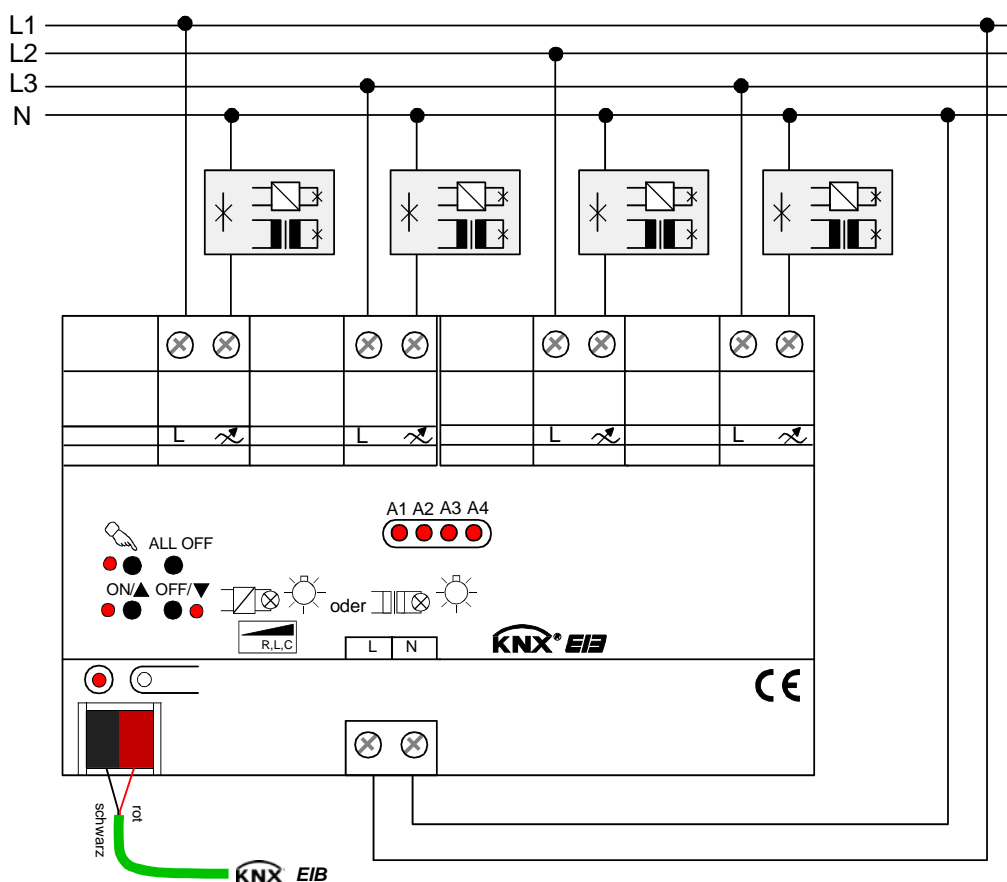 L1
L2
L3
N
L L L L
A1 A2 A3 A4
ALL OFF
ON/▲ OFF/▼
oder
R,L,C
L N
KNX® EIB
CE
rot
schwarz
KNX EIB